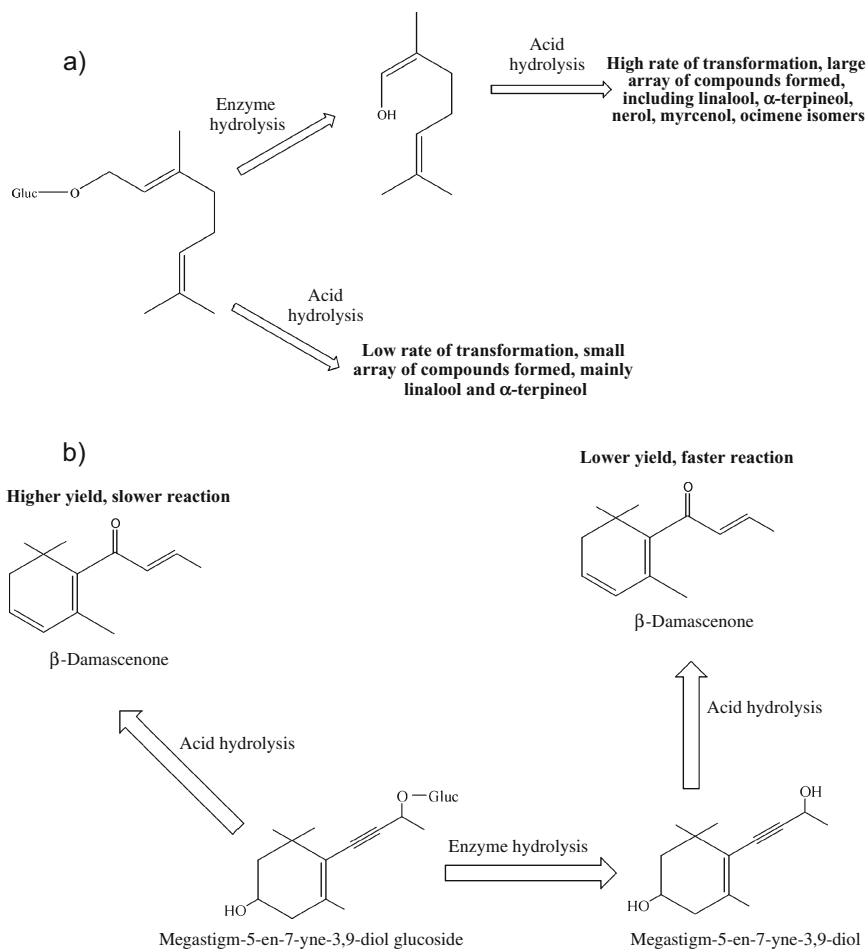 a)
Enzyme
hydrolysis
Gluc
O
OH
Acid
hydrolysis
High rate of transformation, large
array of compounds formed,
including linalool, α-terpineol,
nerol, myrcenol, ocimene isomers
Acid
hydrolysis
Low rate of transformation, small
array of compounds formed, mainly
linalool and α-terpineol
b)
Higher yield, slower reaction
O
β-Damascenone
Lower yield, faster reaction
O
β-Damascenone
Acid hydrolysis
Acid hydrolysis
O
Gluc
HO
Megastigm-5-en-7-yne-3,9-diol glucoside
Enzyme hydrolysis
OH
HO
Megastigm-5-en-7-yne-3,9-diol